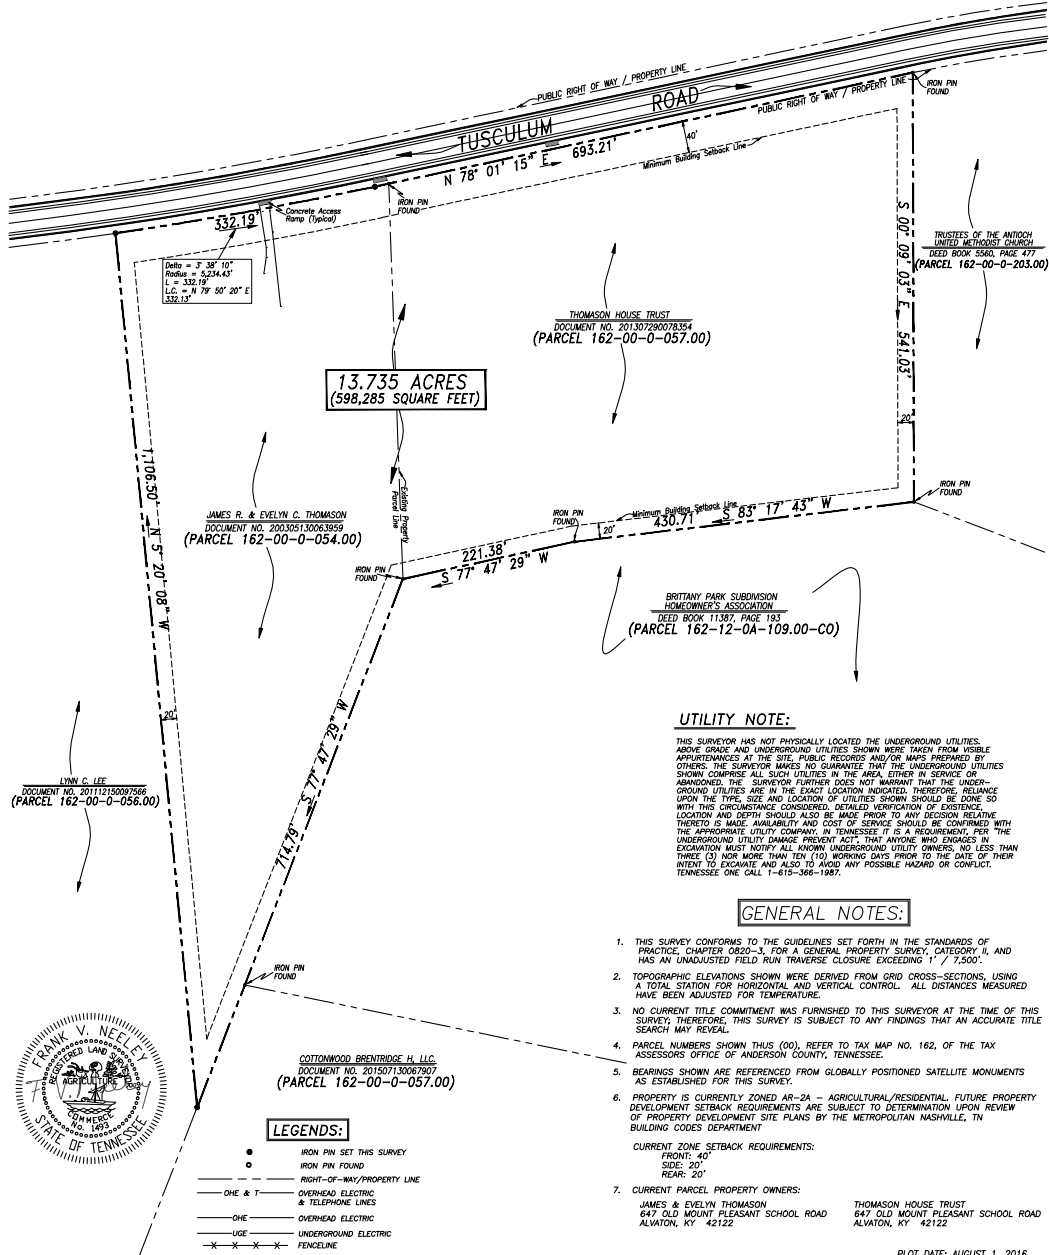 PUBLIC RIGHT OF WAY / PROPERTY LINE
TUSCULUM ROAD
PUBLIC RIGHT OF WAY / PROPERTY LINE
IRON PIN
FOUND
N 78° 01' 15" E 693.21'
40'
Minimum Building Setback Line
IRON PIN
FOUND
Concrete Access
Ramp (Typical)
332.19'
Delta = 3° 38' 10"
Radius = 5,234.43'
L = 332.19'
L.C. = N 79° 50' 20" E
332.13'
S 00° 09' 03" E 541.03'
20'
TRUSTEES OF THE ANTIOCH
UNITED METHODIST CHURCH
DEED BOOK 5560, PAGE 477
(PARCEL 162-00-0-203.00)
THOMASON HOUSE TRUST
DOCUMENT NO. 201307290078354
(PARCEL 162-00-0-057.00)
13.735 ACRES
(598,285 SQUARE FEET)
1,106.50' N 5° 20' 08" W
20'
JAMES R. & EVELYN C. THOMASON
DOCUMENT NO. 200305130063959
(PARCEL 162-00-0-054.00)
Existing Property
Parcel Line
IRON PIN
FOUND
Minimum Building Setback Line
430.71' S 83° 17' 43" W
20'
IRON PIN
FOUND
221.38'
S 77° 47' 29" W
IRON PIN
FOUND
BRITTANY PARK SUBDIVISION
HOMEOWNER'S ASSOCIATION
DEED BOOK 11387, PAGE 193
(PARCEL 162-12-0A-109.00-CO)
714.79' S 77° 47' 29" W
LYNN C. LEE
DOCUMENT NO. 201112150097566
(PARCEL 162-00-0-056.00)
IRON PIN
FOUND
UTILITY NOTE:
THIS SURVEYOR HAS NOT PHYSICALLY LOCATED THE UNDERGROUND UTILITIES.
ABOVE GRADE AND UNDERGROUND UTILITIES SHOWN WERE TAKEN FROM VISIBLE
APPURTENANCES AT THE SITE, PUBLIC RECORDS AND/OR MAPS PREPARED BY
OTHERS. THE SURVEYOR MAKES NO GUARANTEE THAT THE UNDERGROUND UTILITIES
SHOWN COMPRISE ALL SUCH UTILITIES IN THE AREA, EITHER IN SERVICE OR
ABANDONED. THE SURVEYOR FURTHER DOES NOT WARRANT THAT THE UNDER-
GROUND UTILITIES ARE IN THE EXACT LOCATION INDICATED. THEREFORE, RELIANCE
UPON THE TYPE, SIZE AND LOCATION OF UTILITIES SHOWN SHOULD BE DONE SO
WITH THIS CIRCUMSTANCE CONSIDERED. DETAILED VERIFICATION OF EXISTENCE,
LOCATION AND DEPTH SHOULD ALSO BE MADE PRIOR TO ANY DECISION RELATIVE
THERETO IS MADE. AVAILABILITY AND COST OF SERVICE SHOULD BE CONFIRMED WITH
THE APPROPRIATE UTILITY COMPANY. IN TENNESSEE IT IS A REQUIREMENT, PER "THE
UNDERGROUND UTILITY DAMAGE PREVENT ACT", THAT ANYONE WHO ENGAGES IN
EXCAVATION MUST NOTIFY ALL KNOWN UNDERGROUND UTILITY OWNERS, NO LESS THAN
THREE (3) NOR MORE THAN TEN (10) WORKING DAYS PRIOR TO THE DATE OF THEIR
INTENT TO EXCAVATE AND ALSO TO AVOID ANY POSSIBLE HAZARD OR CONFLICT.
TENNESSEE ONE CALL 1-615-366-1987.
GENERAL NOTES:
1. THIS SURVEY CONFORMS TO THE GUIDELINES SET FORTH IN THE STANDARDS OF
PRACTICE, CHAPTER 0820-3, FOR A GENERAL PROPERTY SURVEY, CATEGORY II, AND
HAS AN UNADJUSTED FIELD RUN TRAVERSE CLOSURE EXCEEDING 1' / 7,500'.
2. TOPOGRAPHIC ELEVATIONS SHOWN WERE DERIVED FROM GRID CROSS-SECTIONS, USING
A TOTAL STATION FOR HORIZONTAL AND VERTICAL CONTROL. ALL DISTANCES MEASURED
HAVE BEEN ADJUSTED FOR TEMPERATURE.
3. NO CURRENT TITLE COMMITMENT WAS FURNISHED TO THIS SURVEYOR AT THE TIME OF THIS
SURVEY; THEREFORE, THIS SURVEY IS SUBJECT TO ANY FINDINGS THAT AN ACCURATE TITLE
SEARCH MAY REVEAL.
4. PARCEL NUMBERS SHOWN THUS (00), REFER TO TAX MAP NO. 162, OF THE TAX
ASSESSORS OFFICE OF ANDERSON COUNTY, TENNESSEE.
5. BEARINGS SHOWN ARE REFERENCED FROM GLOBALLY POSITIONED SATELLITE MONUMENTS
AS ESTABLISHED FOR THIS SURVEY.
6. PROPERTY IS CURRENTLY ZONED AR-2A - AGRICULTURAL/RESIDENTIAL. FUTURE PROPERTY
DEVELOPMENT SETBACK REQUIREMENTS ARE SUBJECT TO DETERMINATION UPON REVIEW
OF PROPERTY DEVELOPMENT SITE PLANS BY THE METROPOLITAN NASHVILLE, TN
BUILDING CODES DEPARTMENT
CURRENT ZONE SETBACK REQUIREMENTS:
FRONT: 40'
SIDE: 20'
REAR: 20'
7. CURRENT PARCEL PROPERTY OWNERS:
JAMES & EVELYN THOMASON
647 OLD MOUNT PLEASANT SCHOOL ROAD
ALVATON, KY 42122
THOMASON HOUSE TRUST
647 OLD MOUNT PLEASANT SCHOOL ROAD
ALVATON, KY 42122
PLOT DATE: AUGUST 1, 2016
FRANK V. NEELEY
REGISTERED LAND SURVEYOR
AGRICULTURE
COMMERCE
No. 1493
STATE OF TENNESSEE
COTTONWOOD BRENTRIDGE H, LLC.
DOCUMENT NO. 201507130067907
(PARCEL 162-00-0-057.00)
LEGENDS:
IRON PIN SET THIS SURVEY
IRON PIN FOUND
RIGHT-OF-WAY/PROPERTY LINE
OHE & T OVERHEAD ELECTRIC
& TELEPHONE LINES
OHE OVERHEAD ELECTRIC
UGE UNDERGROUND ELECTRIC
X X X X FENCELINE